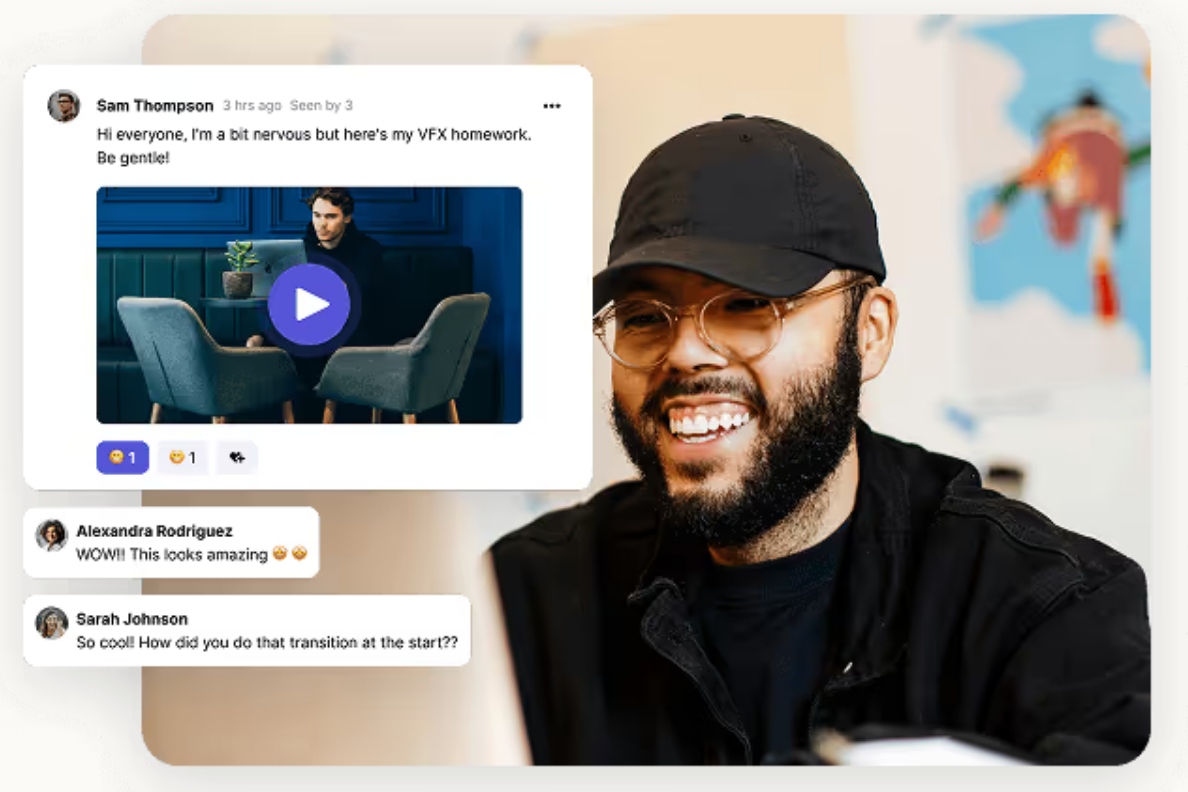 Sam Thompson 3 hrs ago Seen by 3
Hi everyone, I'm a bit nervous but here's my VFX homework.
Be gentle!
😁 1 😁 1
Alexandra Rodriguez
WOW!! This looks amazing 🤩 🤩
Sarah Johnson
So cool! How did you do that transition at the start??